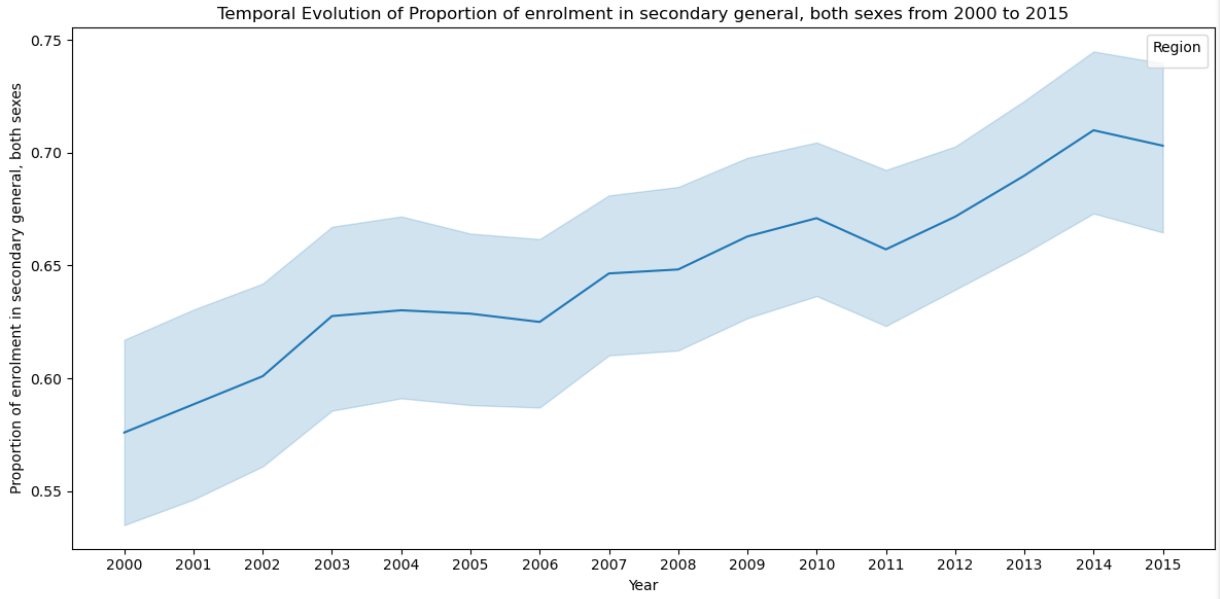 Temporal Evolution of Proportion of enrolment in secondary general, both sexes from 2000 to 2015
Region
Proportion of enrolment in secondary general, both sexes
0.75
0.70
0.65
0.60
0.55
2000 2001 2002 2003 2004 2005 2006 2007 2008 2009 2010 2011 2012 2013 2014 2015
Year